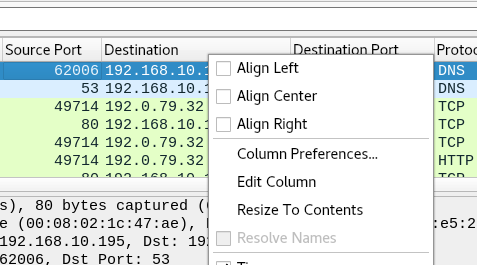 Source Port Destination Destination Port Protoc
62006 192.168.10.1 DNS
53 192.168.10.1 DNS
49714 192.0.79.32 TCP
80 192.168.10.1 TCP
49714 192.0.79.32 TCP
49714 192.0.79.32 HTTP
80 192.168.10.1 TCP
Align Left
Align Center
Align Right
Column Preferences...
Edit Column
Resize To Contents
Resolve Names
s), 80 bytes captured (
e (00:08:02:1c:47:ae), :e5:2
192.168.10.195, Dst: 19
62006, Dst Port: 53